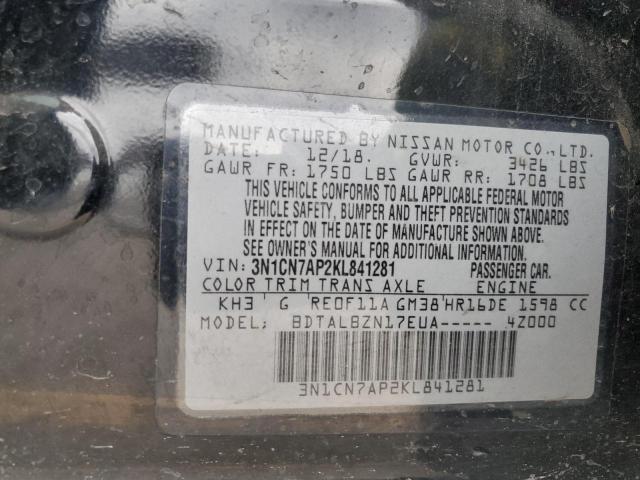 MANUFACTURED BY NISSAN MOTOR CO., LTD.
DATE: 12/18. GVWR: 3426 LBS
GAWR FR: 1750 LBS GAWR RR: 1708 LBS
THIS VEHICLE CONFORMS TO ALL APPLICABLE FEDERAL MOTOR
VEHICLE SAFETY, BUMPER AND THEFT PREVENTION STANDARDS
IN EFFECT ON THE DATE OF MANUFACTURE SHOWN ABOVE.
SEE OWNER'S MANUAL FOR ADDITIONAL INFORMATION.
VIN: 3N1CN7AP2KL841281 PASSENGER CAR.
COLOR TRIM TRANS AXLE ENGINE
KH3 G RE0F11A GM38 HR16DE 1598 CC
MODEL: BDTALBZN17EUA----- 4Z000
3N1CN7AP2KL841281